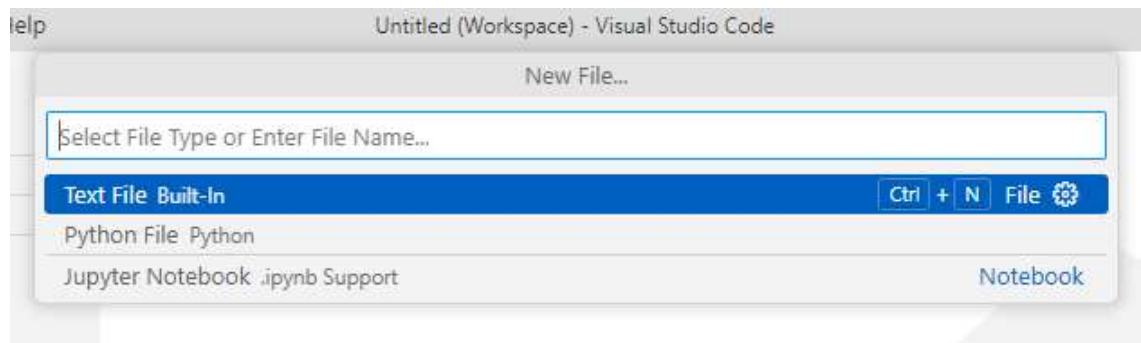 elp Untitled (Workspace) - Visual Studio Code
New File...
Select File Type or Enter File Name...
Text File Built-In Ctrl + N File
Python File Python
Jupyter Notebook .ipynb Support Notebook